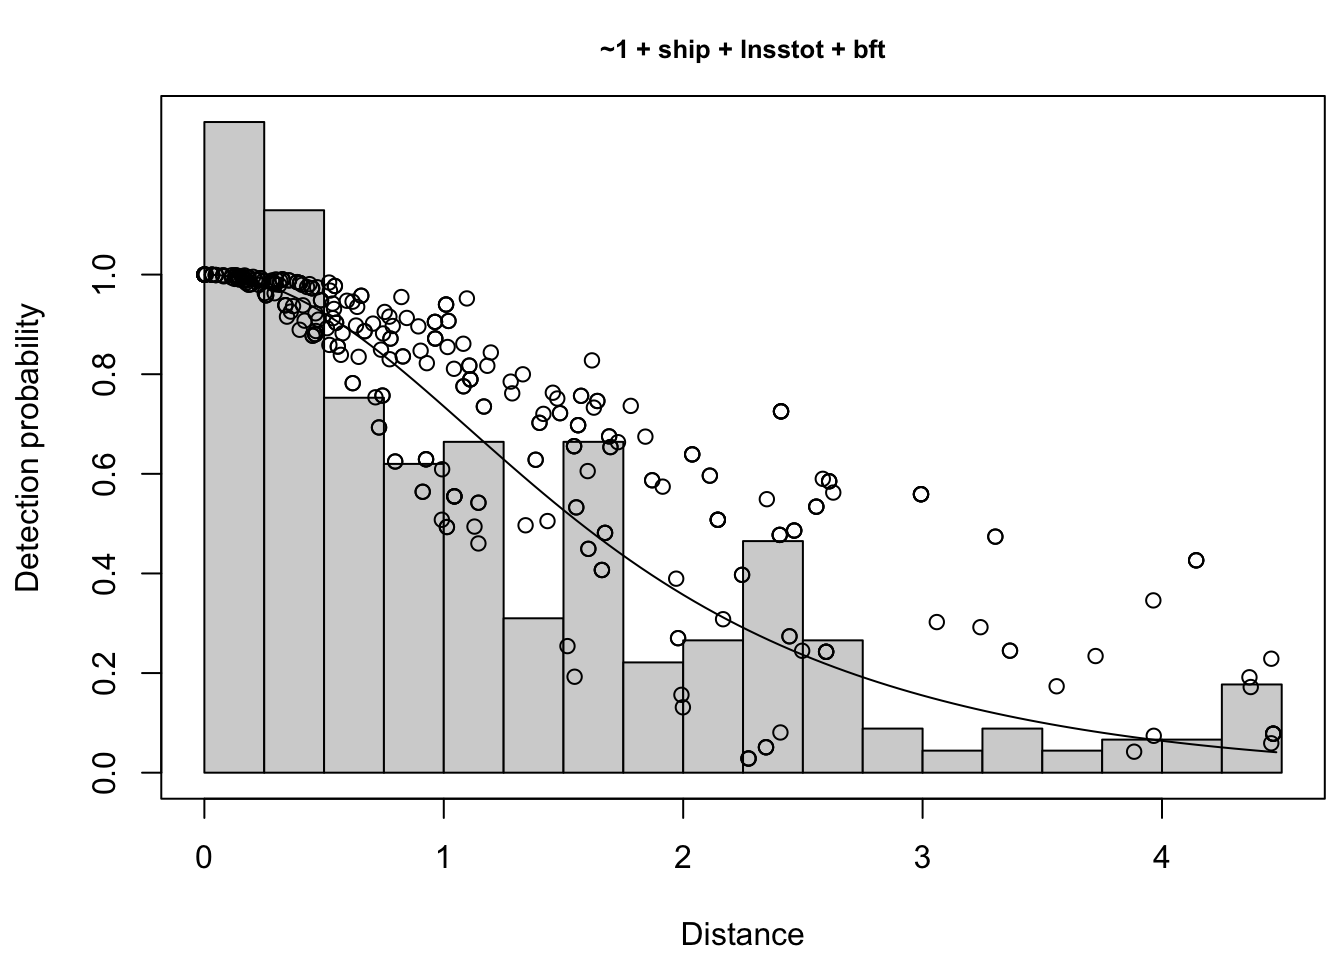 ~1 + ship + lnsstot + bft
Detection probability
1.0
0.8
0.6
0.4
0.2
0.0
0 1 2 3 4
Distance